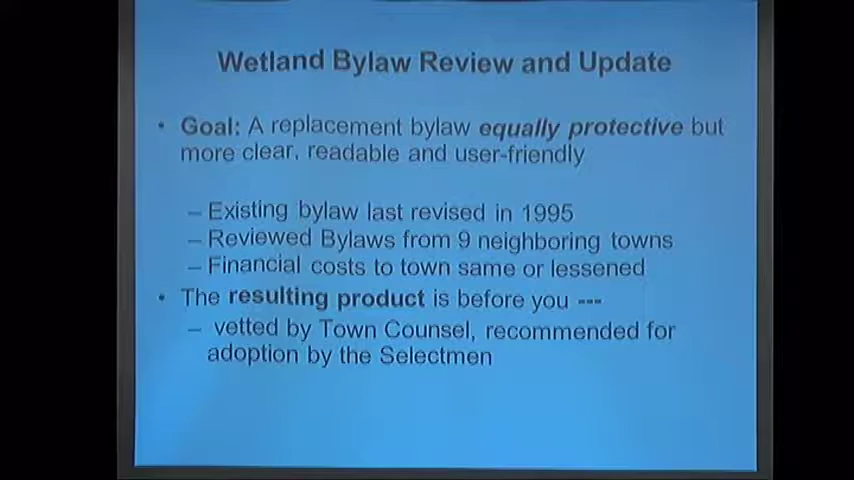 Wetland Bylaw Review and Update
• Goal: A replacement bylaw equally protective but
more clear, readable and user-friendly
– Existing bylaw last revised in 1995
– Reviewed Bylaws from 9 neighboring towns
– Financial costs to town same or lessened
• The resulting product is before you ---
– vetted by Town Counsel, recommended for
adoption by the Selectmen